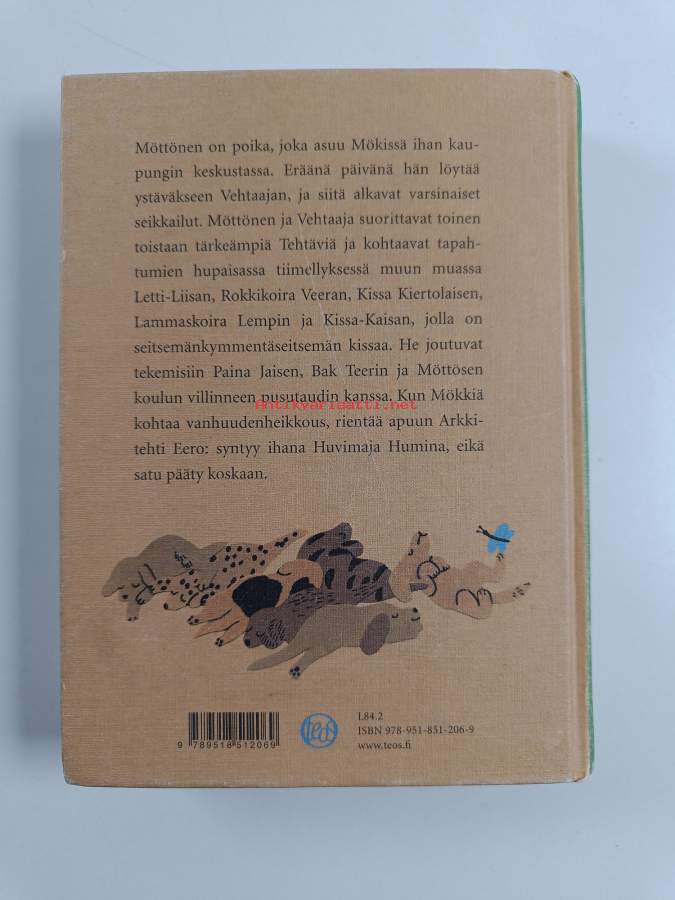 Möttönen on poika, joka asuu Mökissä ihan kau-
pungin keskustassa. Eräänä päivänä hän löytää
ystäväkseen Vehtaajan, ja siitä alkavat varsinaiset
seikkailut. Möttönen ja Vehtaaja suorittavat toinen
toistaan tärkeämpiä Tehtäviä ja kohtaavat tapah-
tumien hupaisassa tiimellyksessä muun muassa
Letti-Liisan, Rokkikoira Veeran, Kissa Kiertolaisen,
Lammaskoira Lempin ja Kissa-Kaisan, jolla on
seitsemänkymmentäseitsemän kissaa. He joutuvat
tekemisiin Paina Jaisen, Bak Teerin ja Möttösen
koulun villinneen pusutaudin kanssa. Kun Mökkiä
Antikvariaatti.net
kohtaa vanhuudenheikkous, rientää apuun Arkki-
tehti Eero: syntyy ihana Huvimaja Humina, eikä
satu pääty koskaan.
9 789518 512069
teos
L84.2
ISBN 978-951-851-206-9
www.teos.fi